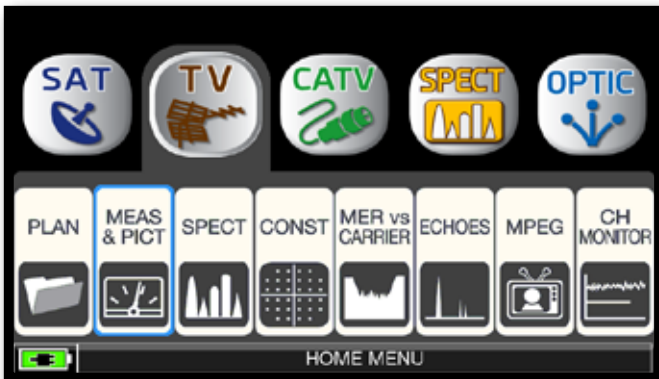 SAT TV CATV SPECT OPTIC
PLAN MEAS & PICT SPECT CONST MER vs CARRIER ECHOES MPEG CH MONITOR
HOME MENU